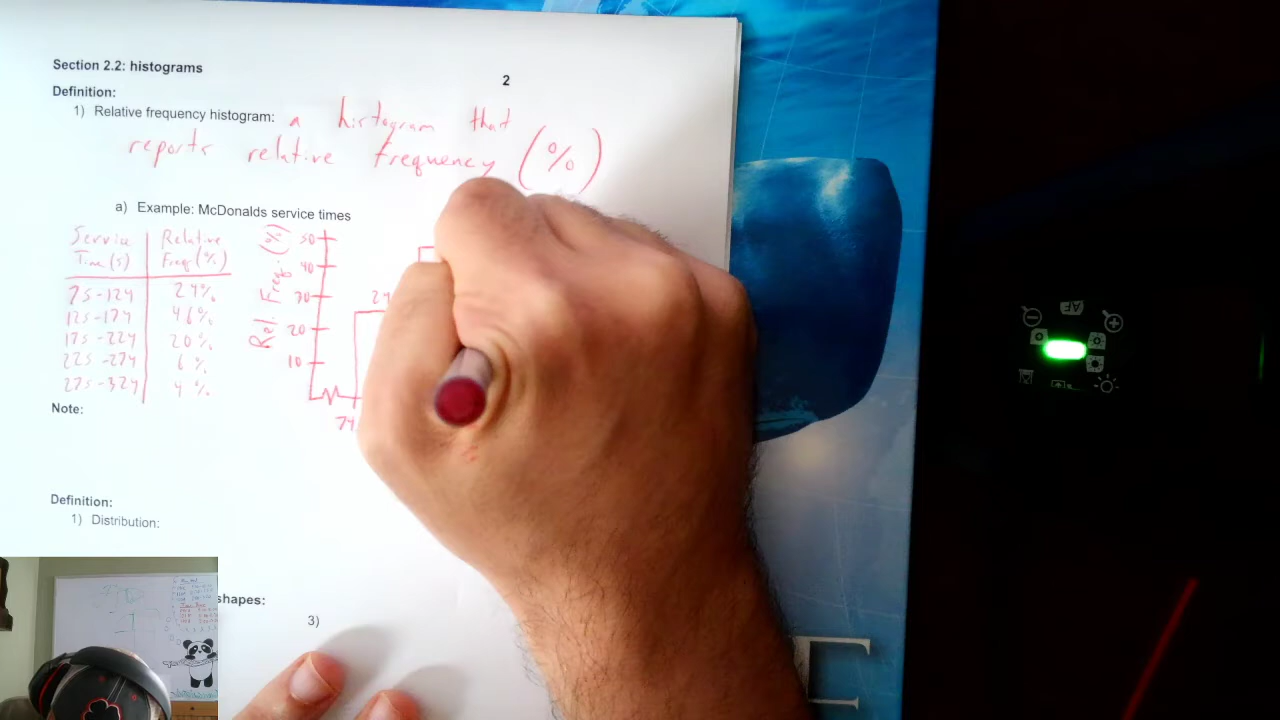 Section 2.2: histograms
2
Definition:
1) Relative frequency histogram: a histogram that
reports relative frequency (%)
a) Example: McDonalds service times
Service Relative
Time (s) Freq (%)
75-124 24%
125-174 46%
175-224 20%
225-274 6%
275-324 4%
Rel. Freq. (%)
50
40
30
20
10
24
74
Note:
Definition:
1) Distribution:
shapes:
3)
AF
E